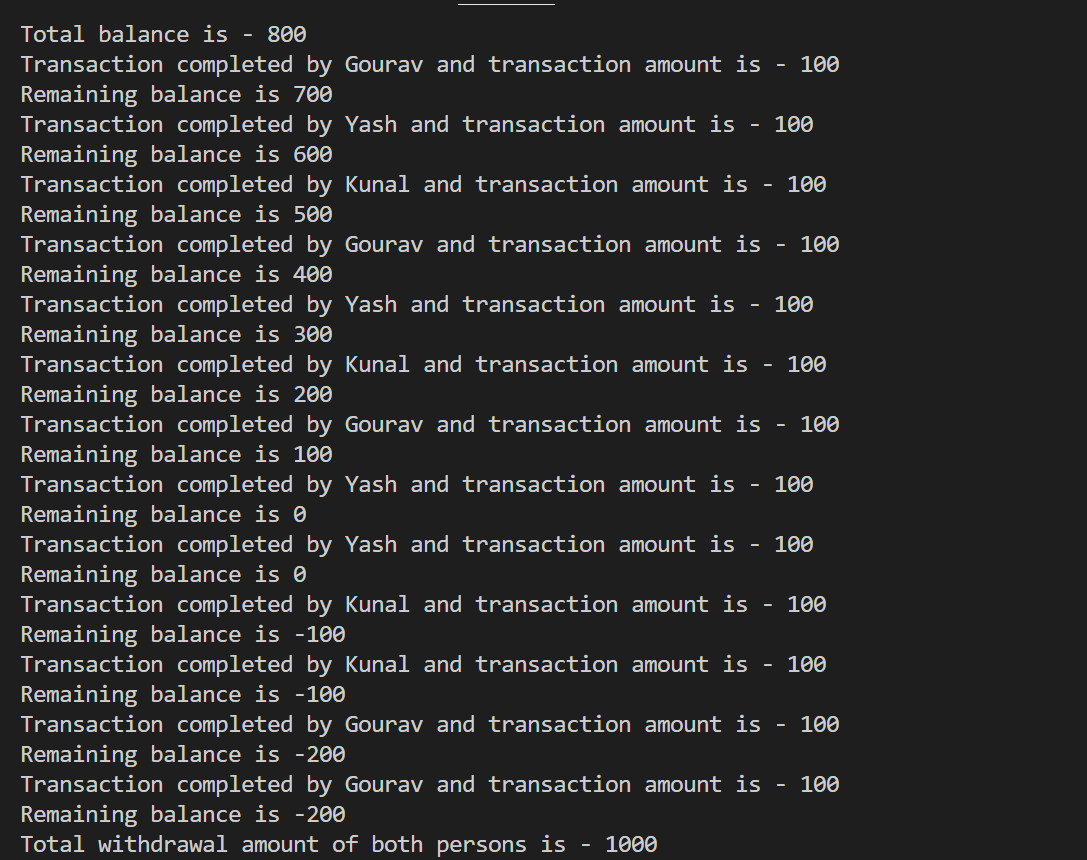 Total balance is - 800
Transaction completed by Gourav and transaction amount is - 100
Remaining balance is 700
Transaction completed by Yash and transaction amount is - 100
Remaining balance is 600
Transaction completed by Kunal and transaction amount is - 100
Remaining balance is 500
Transaction completed by Gourav and transaction amount is - 100
Remaining balance is 400
Transaction completed by Yash and transaction amount is - 100
Remaining balance is 300
Transaction completed by Kunal and transaction amount is - 100
Remaining balance is 200
Transaction completed by Gourav and transaction amount is - 100
Remaining balance is 100
Transaction completed by Yash and transaction amount is - 100
Remaining balance is 0
Transaction completed by Yash and transaction amount is - 100
Remaining balance is 0
Transaction completed by Kunal and transaction amount is - 100
Remaining balance is -100
Transaction completed by Kunal and transaction amount is - 100
Remaining balance is -100
Transaction completed by Gourav and transaction amount is - 100
Remaining balance is -200
Transaction completed by Gourav and transaction amount is - 100
Remaining balance is -200
Total withdrawal amount of both persons is - 1000